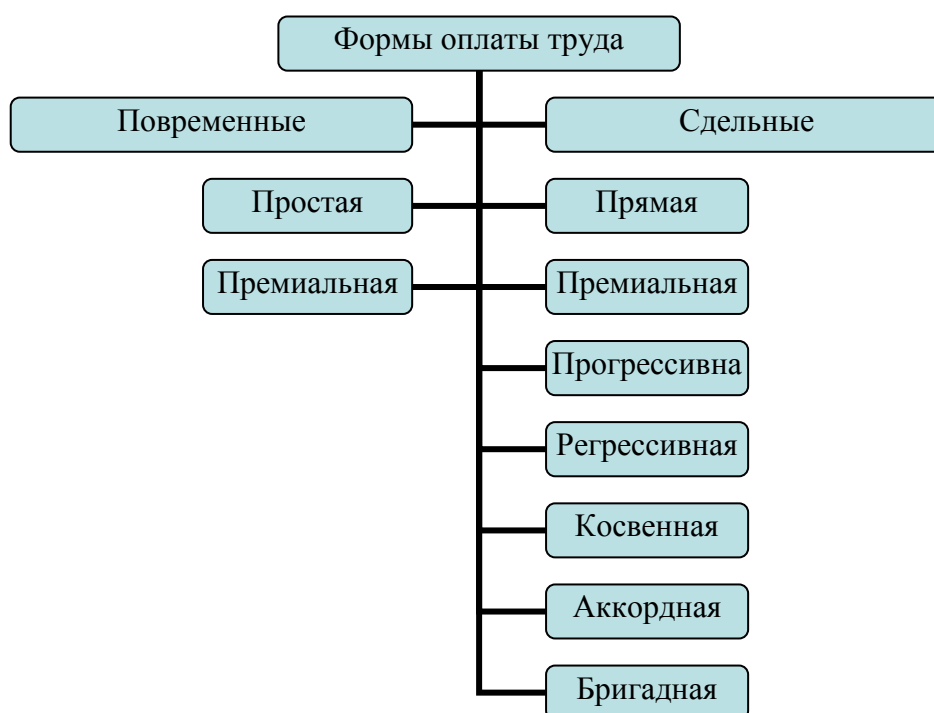 Формы оплаты труда
Повременные
Сдельные
Простая
Прямая
Премиальная
Премиальная
Прогрессивна
Регрессивная
Косвенная
Аккордная
Бригадная